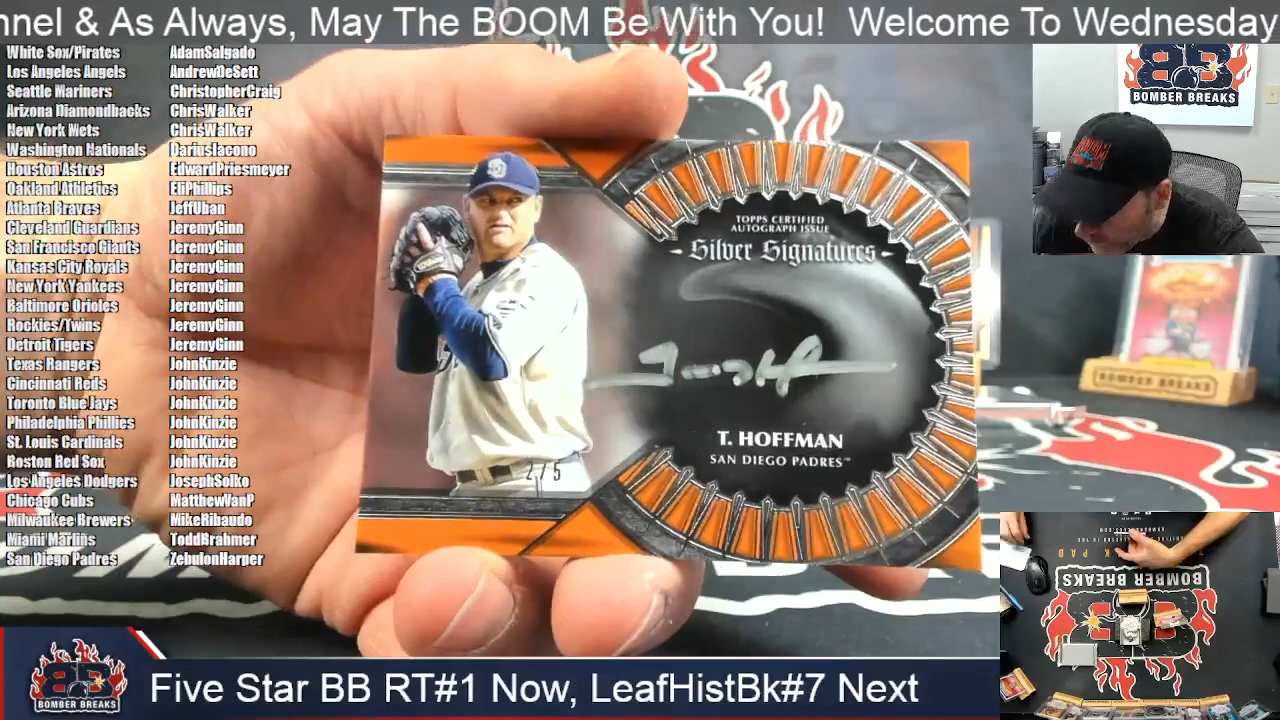 nnel & As Always, May The BOOM Be With You!  Welcome To Wednesday
White Sox/Pirates AdamSalgado
Los Angeles Angels AndrewDeSett
Seattle Mariners ChristopherCraig
Arizona Diamondbacks ChrisWalker
New York Mets ChrisWalker
Washington Nationals DariusIacono
Houston Astros EdwardPriesmeyer
Oakland Athletics EliPhillips
Atlanta Braves JeffUban
Cleveland Guardians JeremyGinn
San Francisco Giants JeremyGinn
Kansas City Royals JeremyGinn
New York Yankees JeremyGinn
Baltimore Orioles JeremyGinn
Rockies/Twins JeremyGinn
Detroit Tigers JeremyGinn
Texas Rangers JohnKinzie
Cincinnati Reds JohnKinzie
Toronto Blue Jays JohnKinzie
Philadelphia Phillies JohnKinzie
St. Louis Cardinals JohnKinzie
Boston Red Sox JohnKinzie
Los Angeles Dodgers JosephSolko
Chicago Cubs MatthewVanP
Milwaukee Brewers MikeRibaudo
Miami Marlins ToddBrahmer
San Diego Padres ZebulonHarper
TOPPS CERTIFIED
AUTOGRAPH ISSUE
- Silver Signatures -
T. HOFFMAN
SAN DIEGO PADRES™
2/5
BOMBER BREAKS
BOMBER BREAKS
BOMBER BREAKS
BOMBER BREAKS
Five Star BB RT#1 Now, LeafHistBk#7 Next